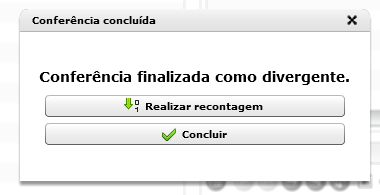 Conferência concluída
Conferência finalizada como divergente.
Realizar recontagem
Concluir